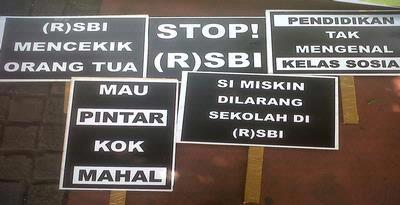 (R)SBI
MENCEKIK
ORANG TUA
STOP!
(R)SBI
PENDIDIKAN
TAK
MENGENAL
KELAS SOSIA
MAU
PINTAR
KOK
MAHAL
SI MISKIN
DILARANG
SEKOLAH DI
(R)SBI